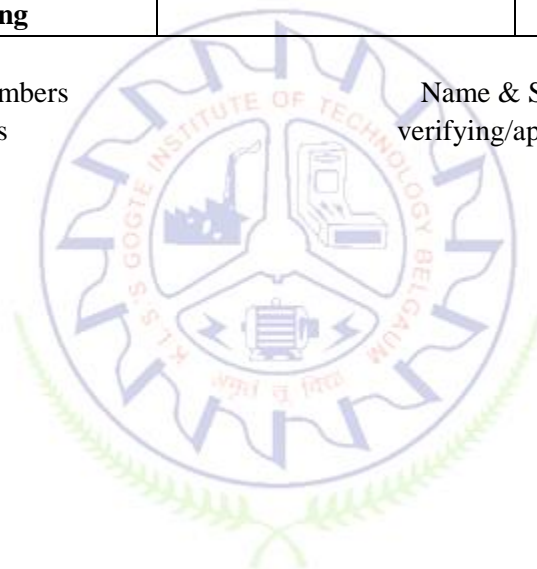 ng
mbers
Name & S
s
verifying/ap
K.L.S'S GOGTE INSTITUTE OF TECHNOLOGY BELGAUM